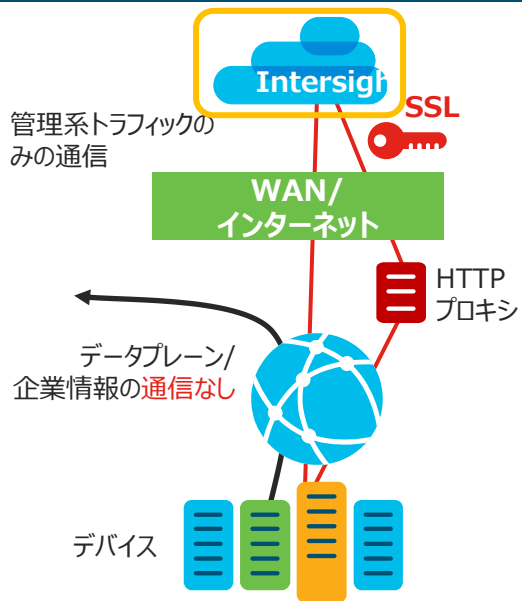 Intersigh
SSL
管理系トラフィックの
みの通信
WAN/
インターネット
HTTP
プロキシ
データプレーン/
企業情報の通信なし
デバイス